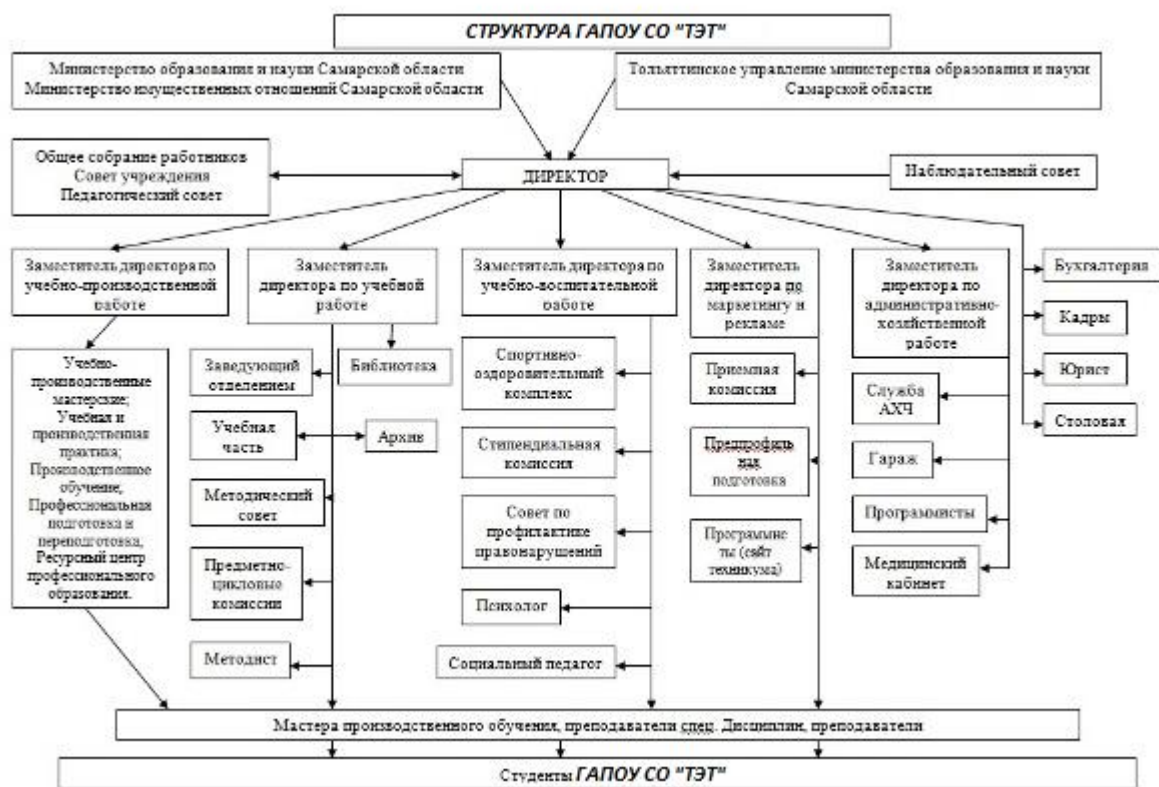 СТРУКТУРА ГАПОУ СО "ТЭТ"
Министерство образования и науки Самарской области
Министерство имущественных отношений Самарской области
Тольяттинское управление министерства образования и науки
Самарской области
Общее собрание работников
Совет учреждения
Педагогический совет
ДИРЕКТОР
Наблюдательный совет
Заместитель директора по
учебно-производственной
работе
Заместитель
директора по учебной
работе
Заместитель директора по
учебно-воспитательной
работе
Заместитель
директора по
маркетингу и
рекламе
Заместитель
директора по
административно-
хозяйственной
работе
Бухгалтерия
Кадры
Юрист
Столовая
Учебно-
производственные
мастерские;
Учебная и
производственная
практика;
Производственное
обучение;
Профессиональная
подготовка и
переподготовка;
Ресурсный центр
профессионального
образования.
Заведующий
отделением
Библиотека
Учебная
часть
Архив
Методический
совет
Предметно-
цикловые
комиссии
Методист
Спортивно-
оздоровительный
комплекс
Стипендиальная
комиссия
Совет по
профилактике
правонарушений
Психолог
Социальный педагог
Приемная
комиссия
Предпрофиль
ная
подготовка
Программис
ты (сайт
техникума)
Служба
АХЧ
Гараж
Программисты
Медицинский
кабинет
Мастера производственного обучения, преподаватели спец. Дисциплин, преподаватели
Студенты ГАПОУ СО "ТЭТ"